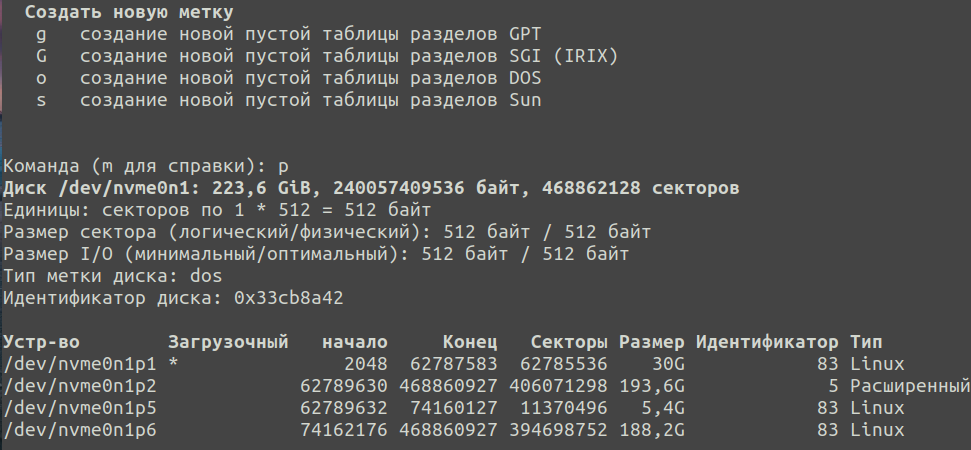 Создать новую метку
g создание новой пустой таблицы разделов GPT
G создание новой пустой таблицы разделов SGI (IRIX)
o создание новой пустой таблицы разделов DOS
s создание новой пустой таблицы разделов Sun
Команда (m для справки): p
Диск /dev/nvme0n1: 223,6 GiB, 240057409536 байт, 468862128 секторов
Единицы: секторов по 1 * 512 = 512 байт
Размер сектора (логический/физический): 512 байт / 512 байт
Размер I/O (минимальный/оптимальный): 512 байт / 512 байт
Тип метки диска: dos
Идентификатор диска: 0x33cb8a42
Устр-во Загрузочный начало Конец Секторы Размер Идентификатор Тип
/dev/nvme0n1p1 * 2048 62787583 62785536 30G 83 Linux
/dev/nvme0n1p2 62789630 468860927 406071298 193,6G 5 Расширенный
/dev/nvme0n1p5 62789632 74160127 11370496 5,4G 83 Linux
/dev/nvme0n1p6 74162176 468860927 394698752 188,2G 83 Linux